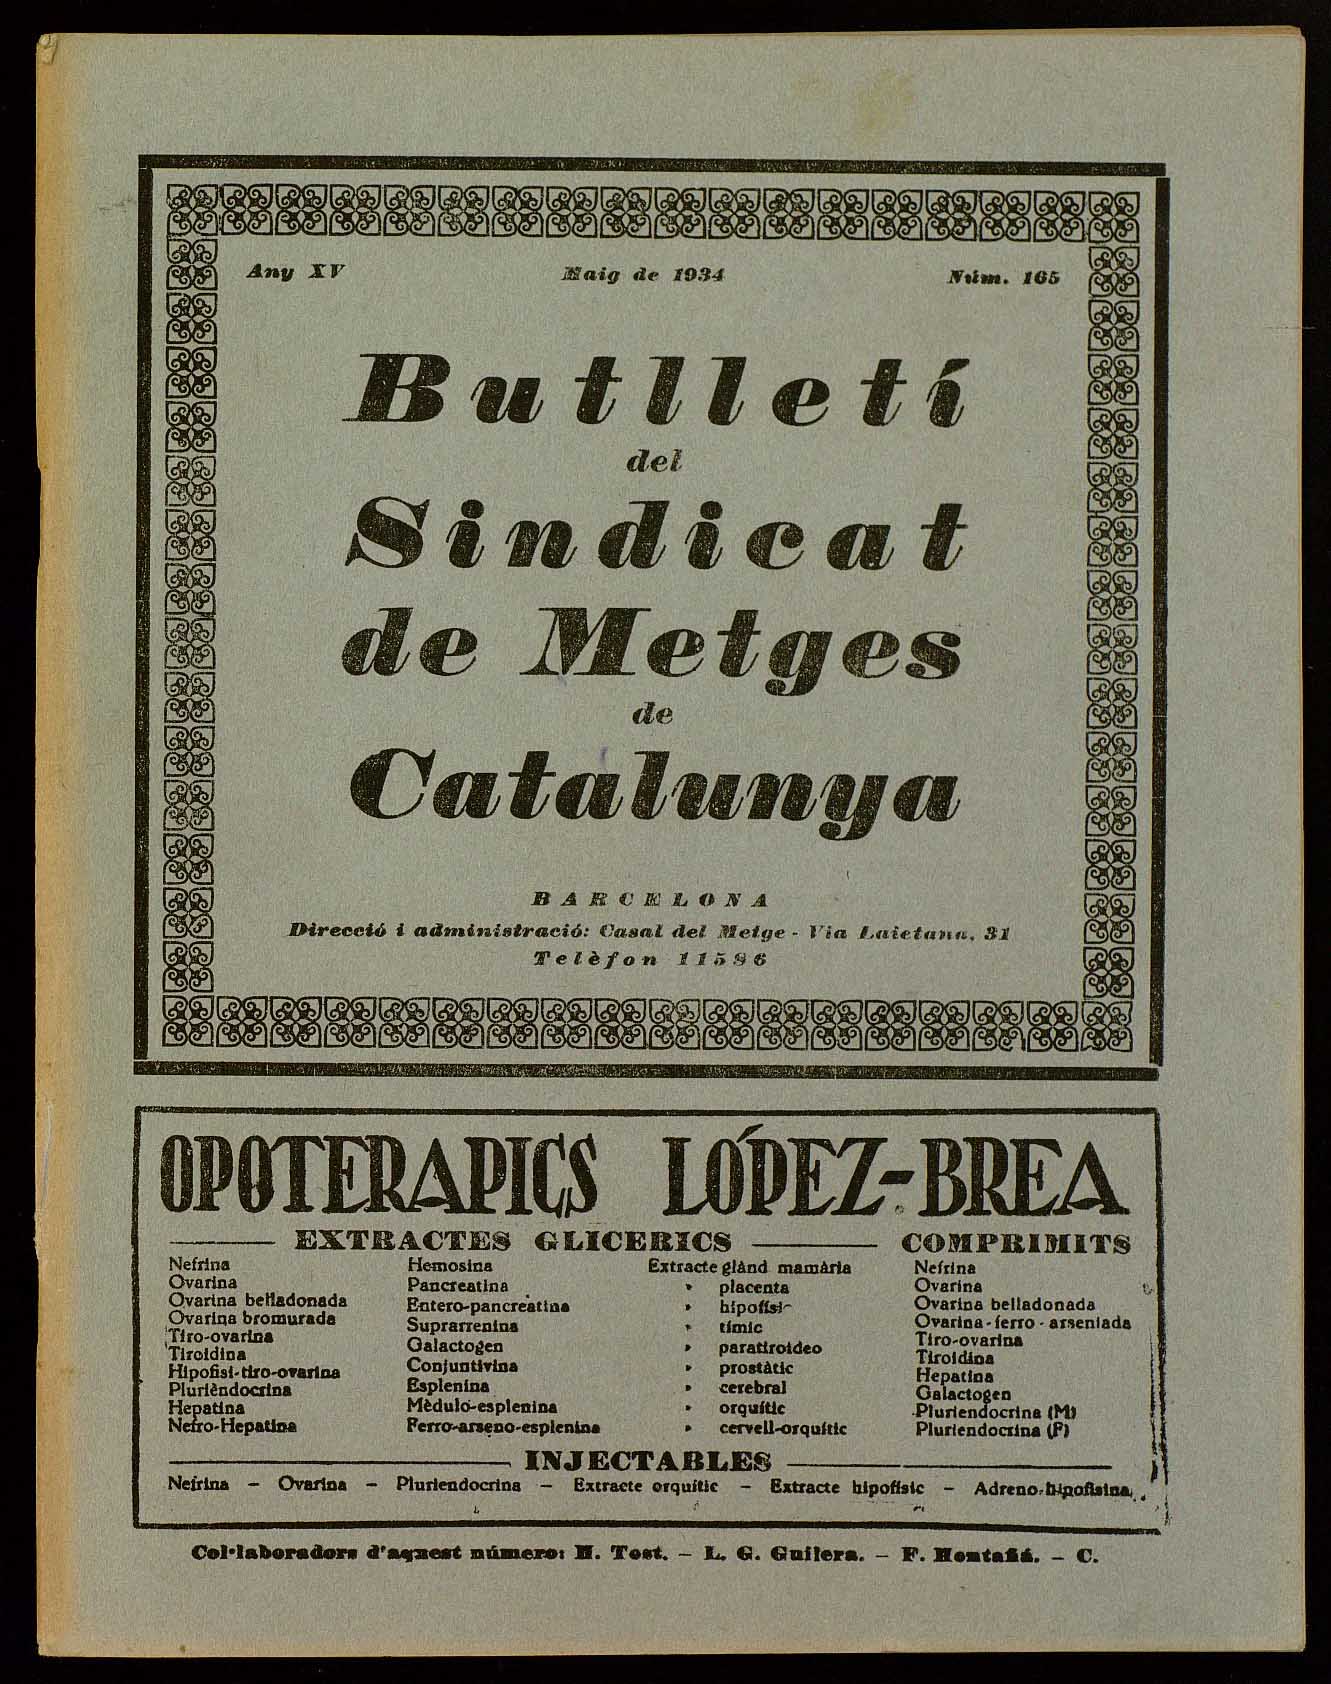 Any XV Maig de 1934 Núm. 165
Butlletí
del
Sindicat
de Metges
de
Catalunya
BARCELONA
Direcció i administració: Casal del Metge - Via Laietana, 31
Telèfon 11586
OPOTERAPICS LÓPEZ-BREA
EXTRACTES GLICERICS
Nefrina
Ovarina
Ovarina belladonada
Ovarina bromurada
Tiro-ovarina
Tiroidina
Hipofisi-tiro-ovarina
Plurièndocrina
Hepatina
Nefro-Hepatina
Hemosina
Pancreatina
Entero-pancreàtina
Suprarrenina
Galactogen
Conjuntivina
Esplenina
Mèdulo-esplenina
Ferro-arseno-esplenina
Extracte glànd mamària
» placenta
» hipofisi
» tímic
» paratiroideo
» prostàtic
» cerebral
» orquític
» cervell-orquític
COMPRIMITS
Nefrina
Ovarina
Ovarina belladonada
Ovarina-ferro-arseniada
Tiro-ovarina
Tiroidina
Hepatina
Galactogen
Pluriendocrina (M)
Pluriendocrina (F)
INJECTABLES
Nefrina – Ovarina – Pluriendocrina – Extracte orquític – Extracte hipofisic – Adreno-hipofisina
Col·laboradors d'aquest número: H. Tost. – L. G. Guilera. – F. Montañá. – C.